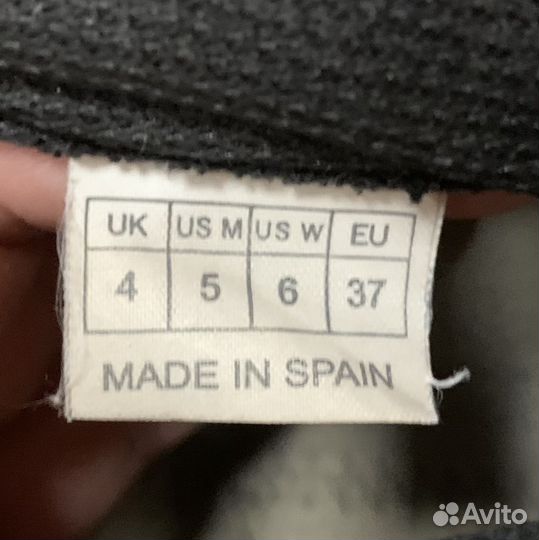 UK US M US W EU
4 5 6 37
MADE IN SPAIN
Avito